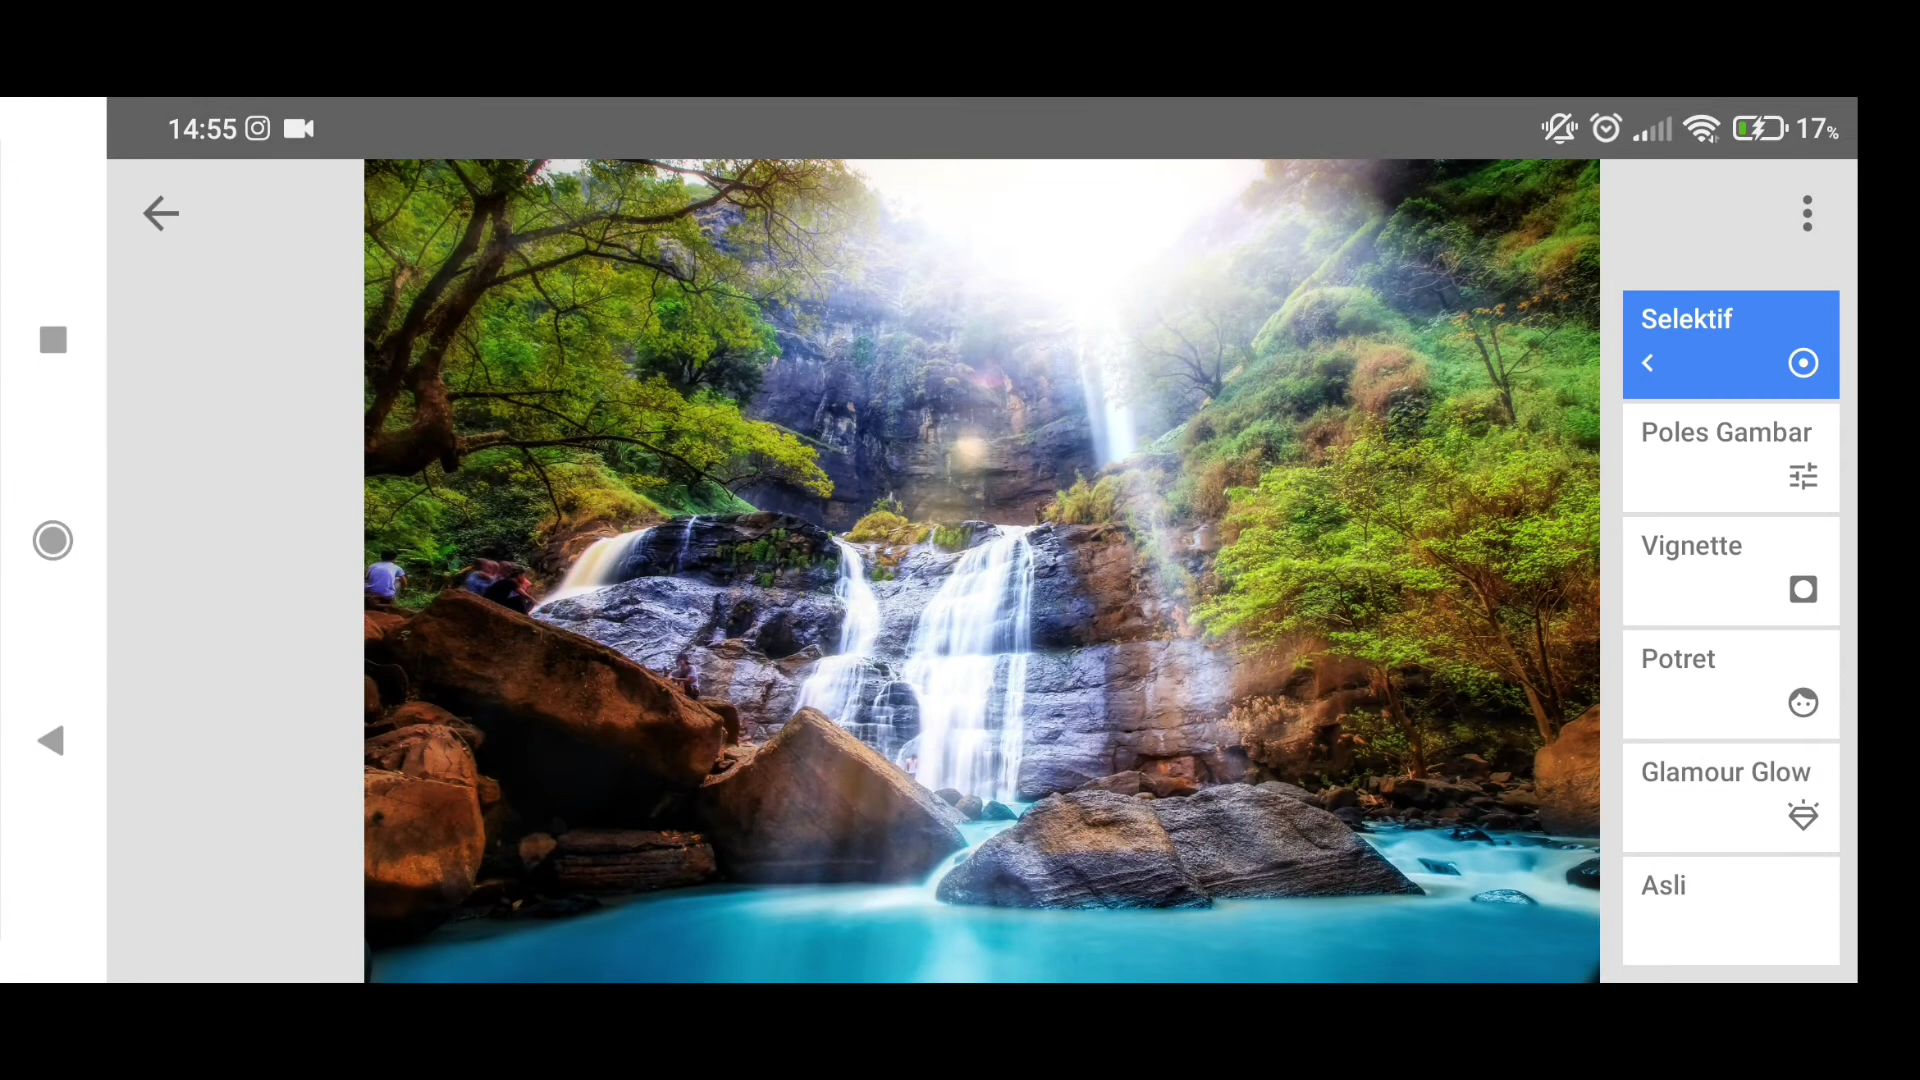 14:55
17%
Selektif
Poles Gambar
Vignette
Potret
Glamour Glow
Asli